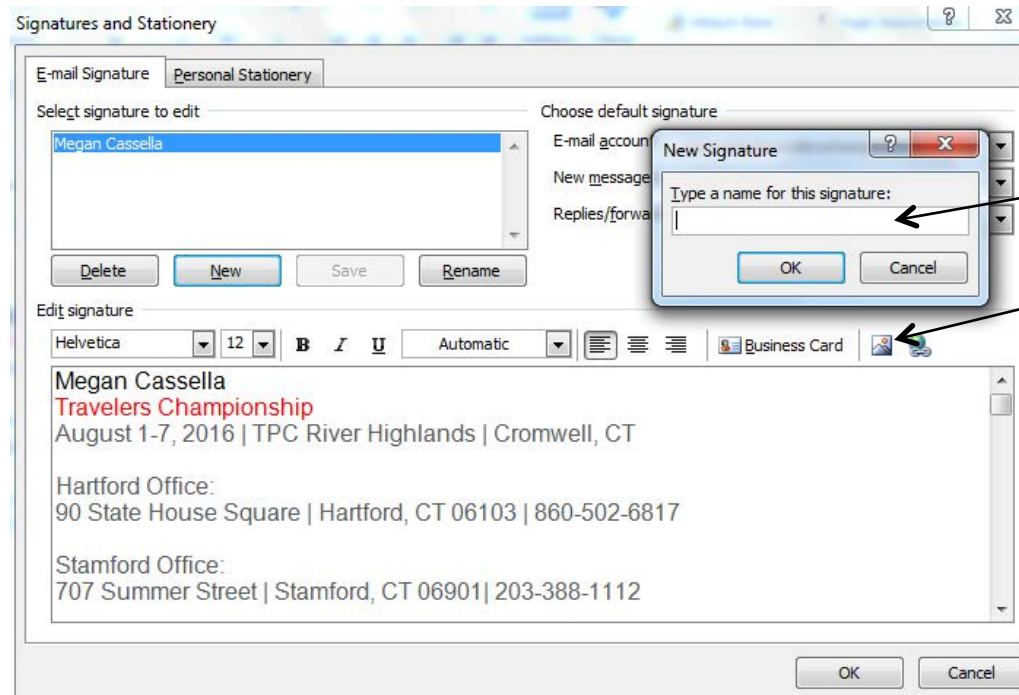 Signatures and Stationery
E-mail Signature Personal Stationery
Select signature to edit
Megan Cassella
Delete New Save Rename
Choose default signature
E-mail accoun
New message
Replies/forwa
New Signature
Type a name for this signature:
OK Cancel
Edit signature
Helvetica 12 B I U Automatic Business Card
Megan Cassella
Travelers Championship
August 1-7, 2016 | TPC River Highlands | Cromwell, CT
Hartford Office:
90 State House Square | Hartford, CT 06103 | 860-502-6817
Stamford Office:
707 Summer Street | Stamford, CT 06901| 203-388-1112
OK Cancel